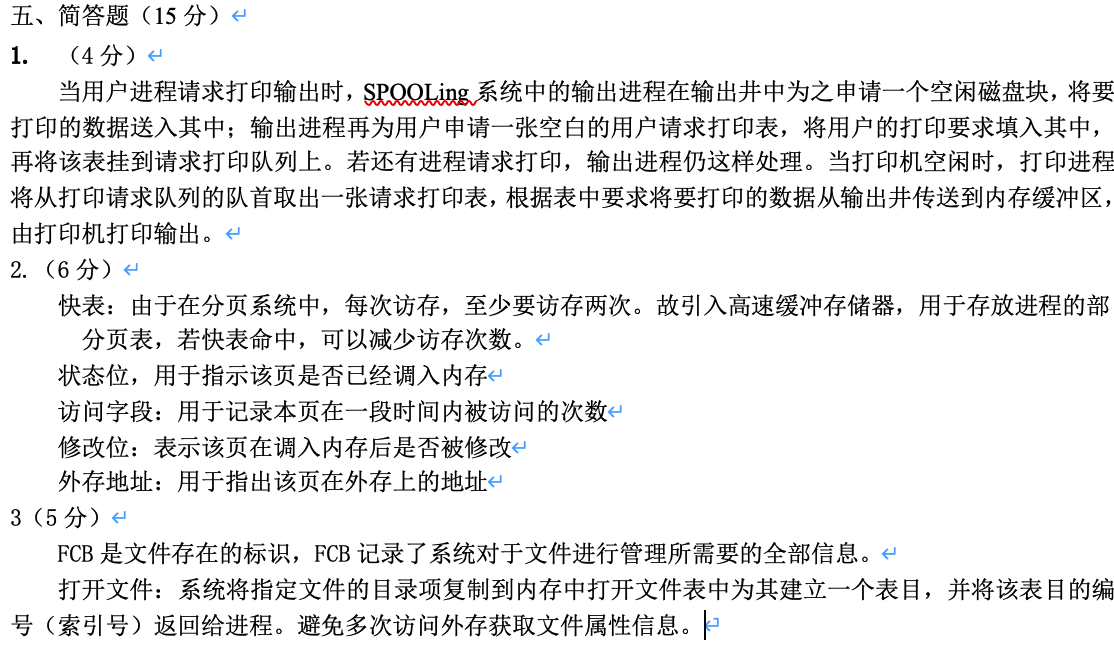 五、简答题（15 分）
1. （4 分）
当用户进程请求打印输出时，SPOOLing 系统中的输出进程在输出井中为之申请一个空闲磁盘块，将要
打印的数据送入其中；输出进程再为用户申请一张空白的用户请求打印表，将用户的打印要求填入其中，
再将该表挂到请求打印队列上。若还有进程请求打印，输出进程仍这样处理。当打印机空闲时，打印进程
将从打印请求队列的队首取出一张请求打印表，根据表中要求将要打印的数据从输出井传送到内存缓冲区，
由打印机打印输出。
2. （6 分）
快表：由于在分页系统中，每次访存，至少要访存两次。故引入高速缓冲存储器，用于存放进程的部
分页表，若快表命中，可以减少访存次数。
状态位，用于指示该页是否已经调入内存
访问字段：用于记录本页在一段时间内被访问的次数
修改位：表示该页在调入内存后是否被修改
外存地址：用于指出该页在外存上的地址
3（5 分）
FCB 是文件存在的标识，FCB 记录了系统对于文件进行管理所需要的全部信息。
打开文件：系统将指定文件的目录项复制到内存中打开文件表中为其建立一个表目，并将该表目的编
号（索引号）返回给进程。避免多次访问外存获取文件属性信息。